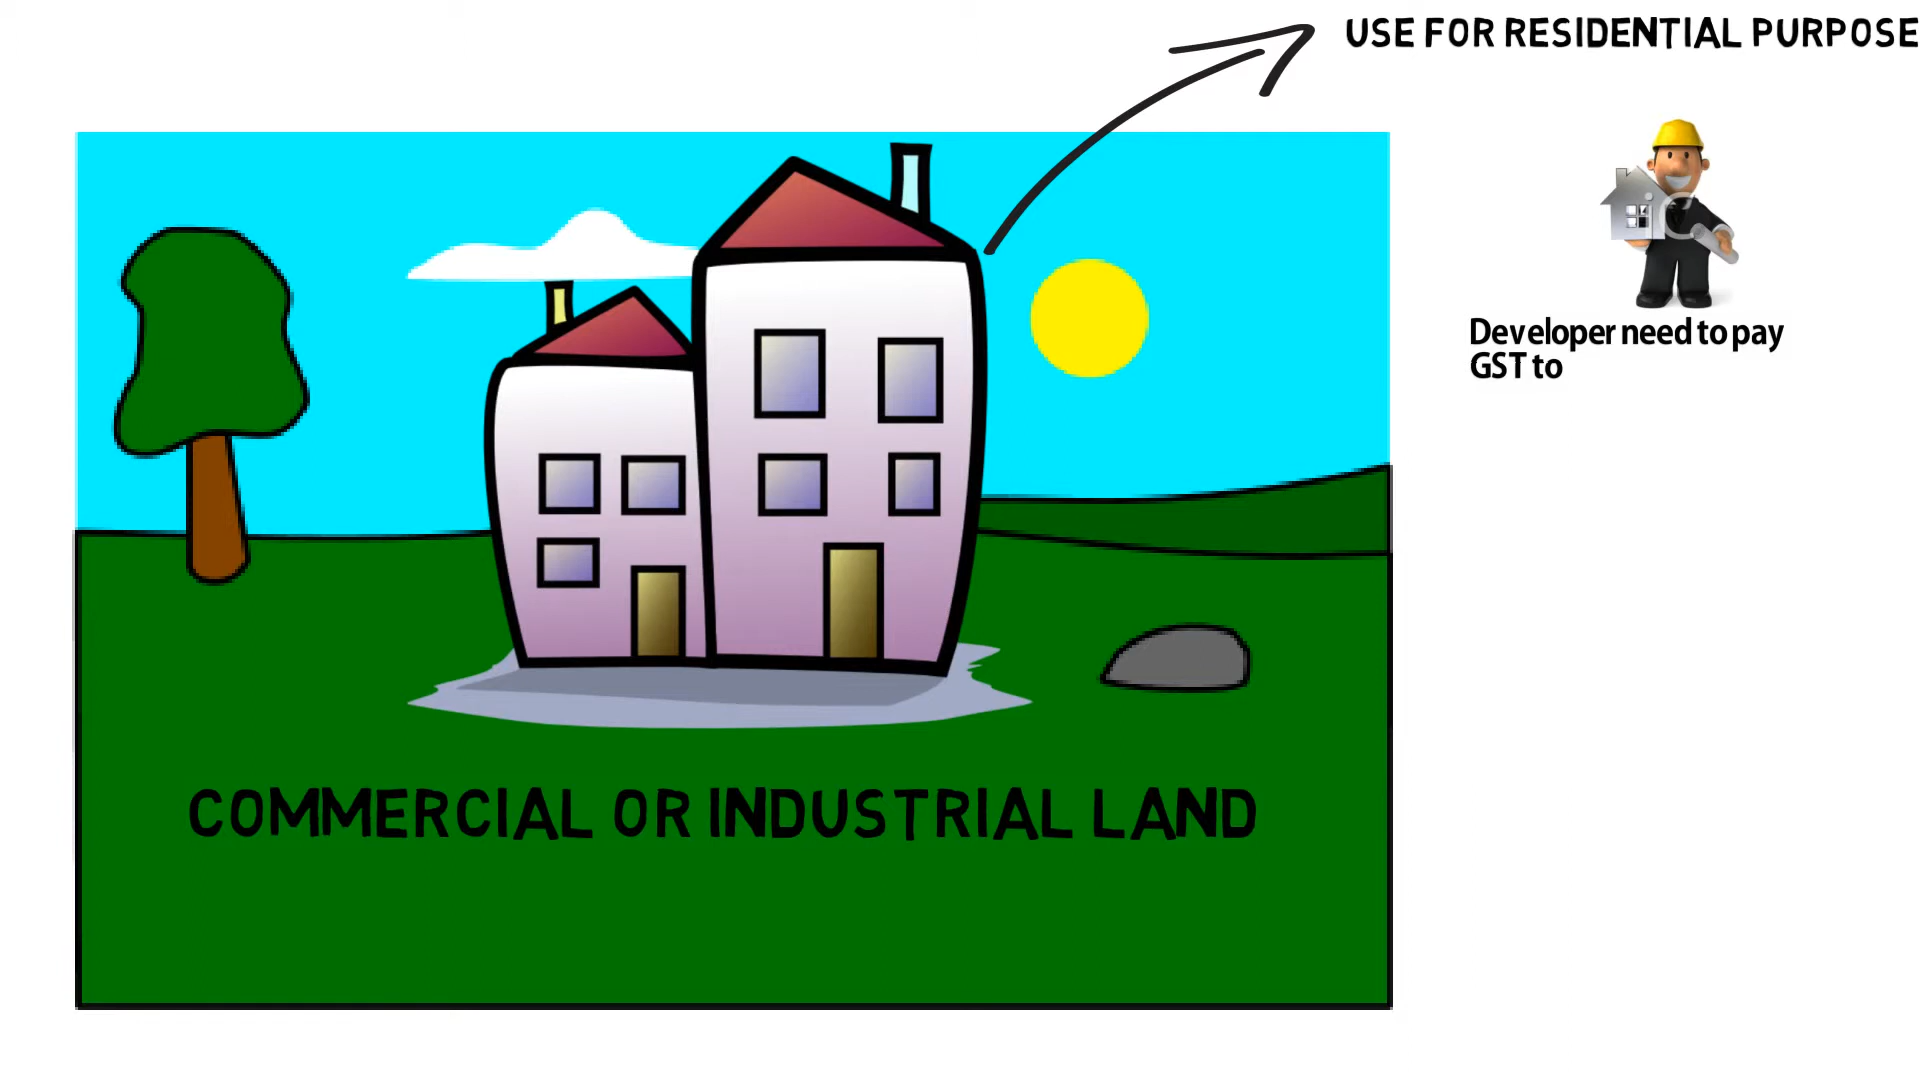 USE FOR RESIDENTIAL PURPOSE
Developer need to pay
GST to
COMMERCIAL OR INDUSTRIAL LAND